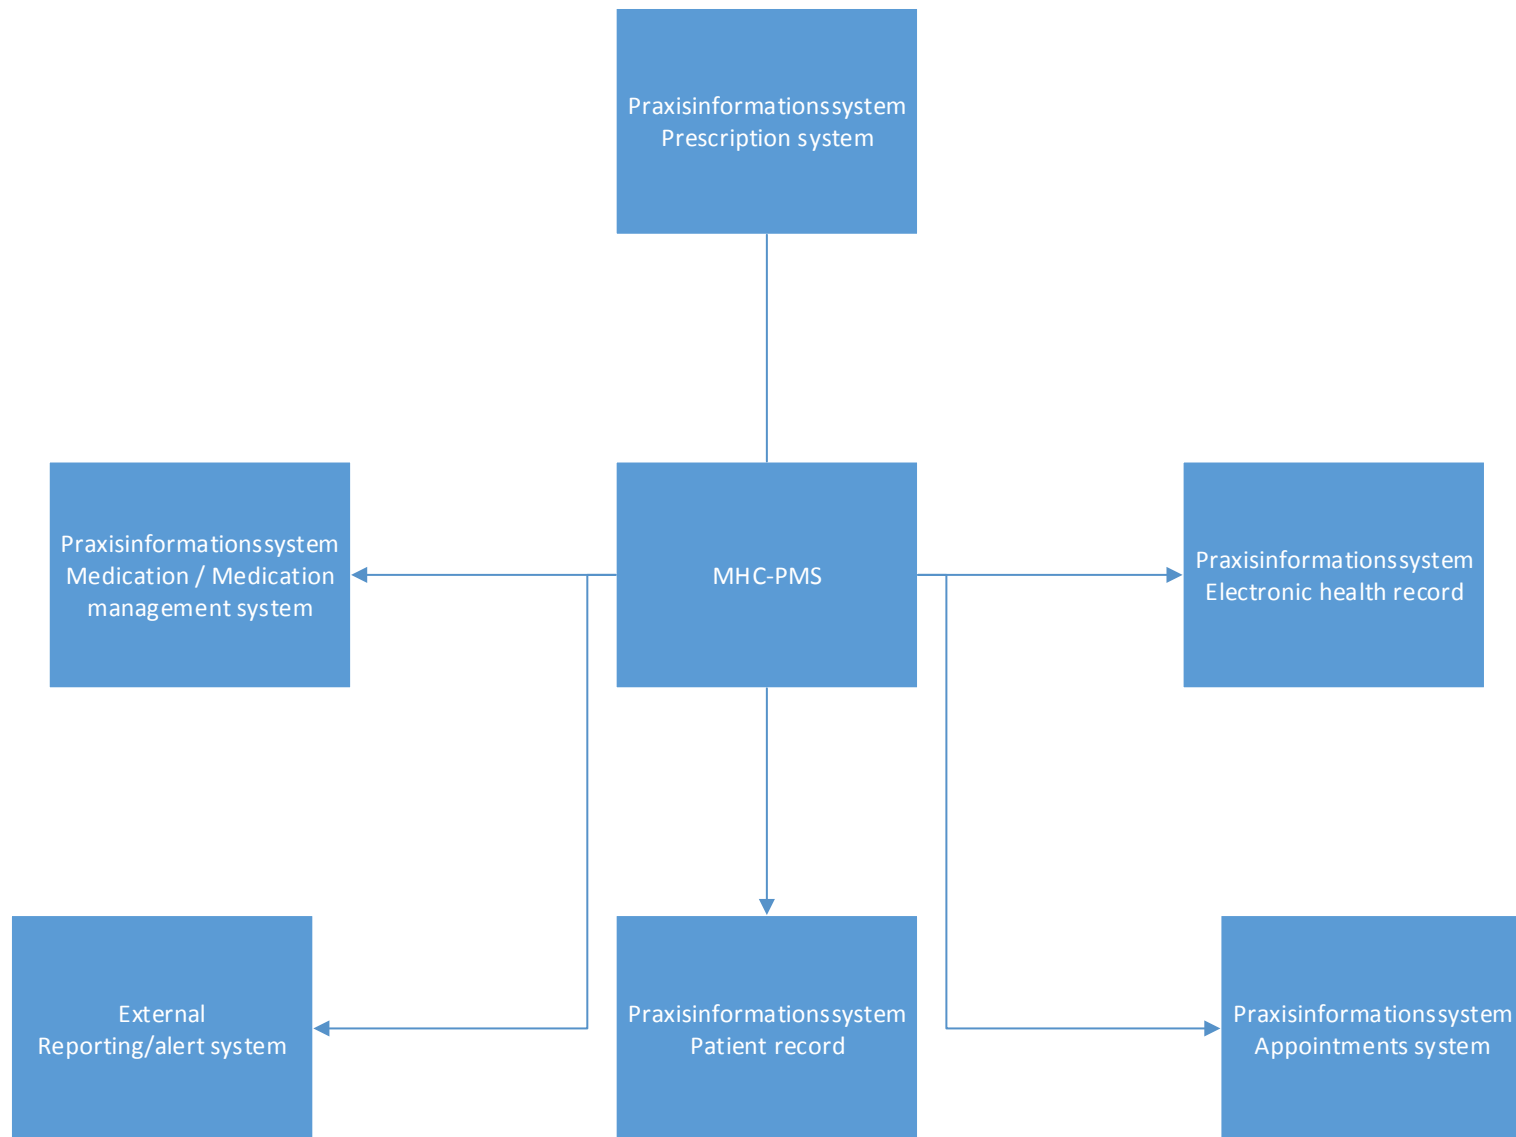 Praxisinformationssystem
Prescription system
Praxisinformationssystem
Medication / Medication
management system
MHC-PMS
Praxisinformationssystem
Electronic health record
External
Reporting/alert system
Praxisinformationssystem
Patient record
Praxisinformationssystem
Appointments system